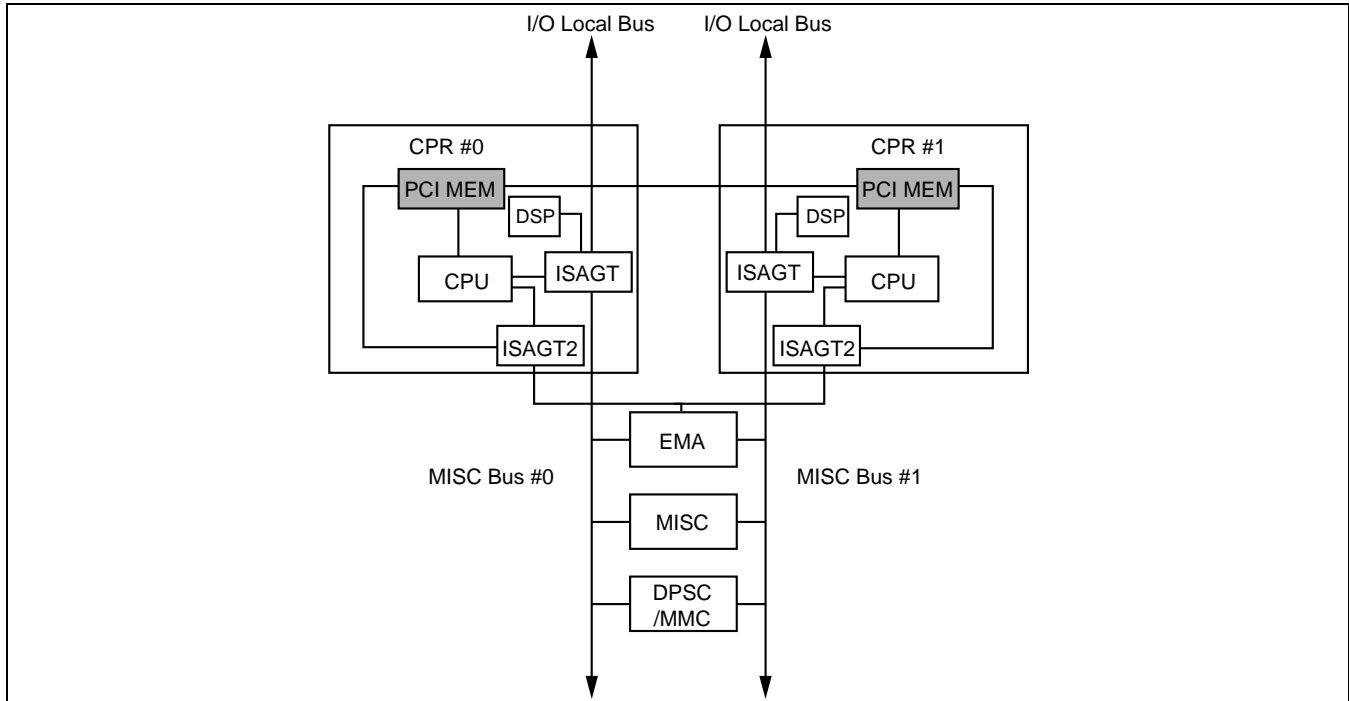 I/O Local Bus
I/O Local Bus
CPR #0
CPR #1
PCI MEM
PCI MEM
DSP
DSP
ISAGT
ISAGT
CPU
CPU
ISAGT2
ISAGT2
EMA
MISC Bus #0
MISC Bus #1
MISC
DPSC
/MMC